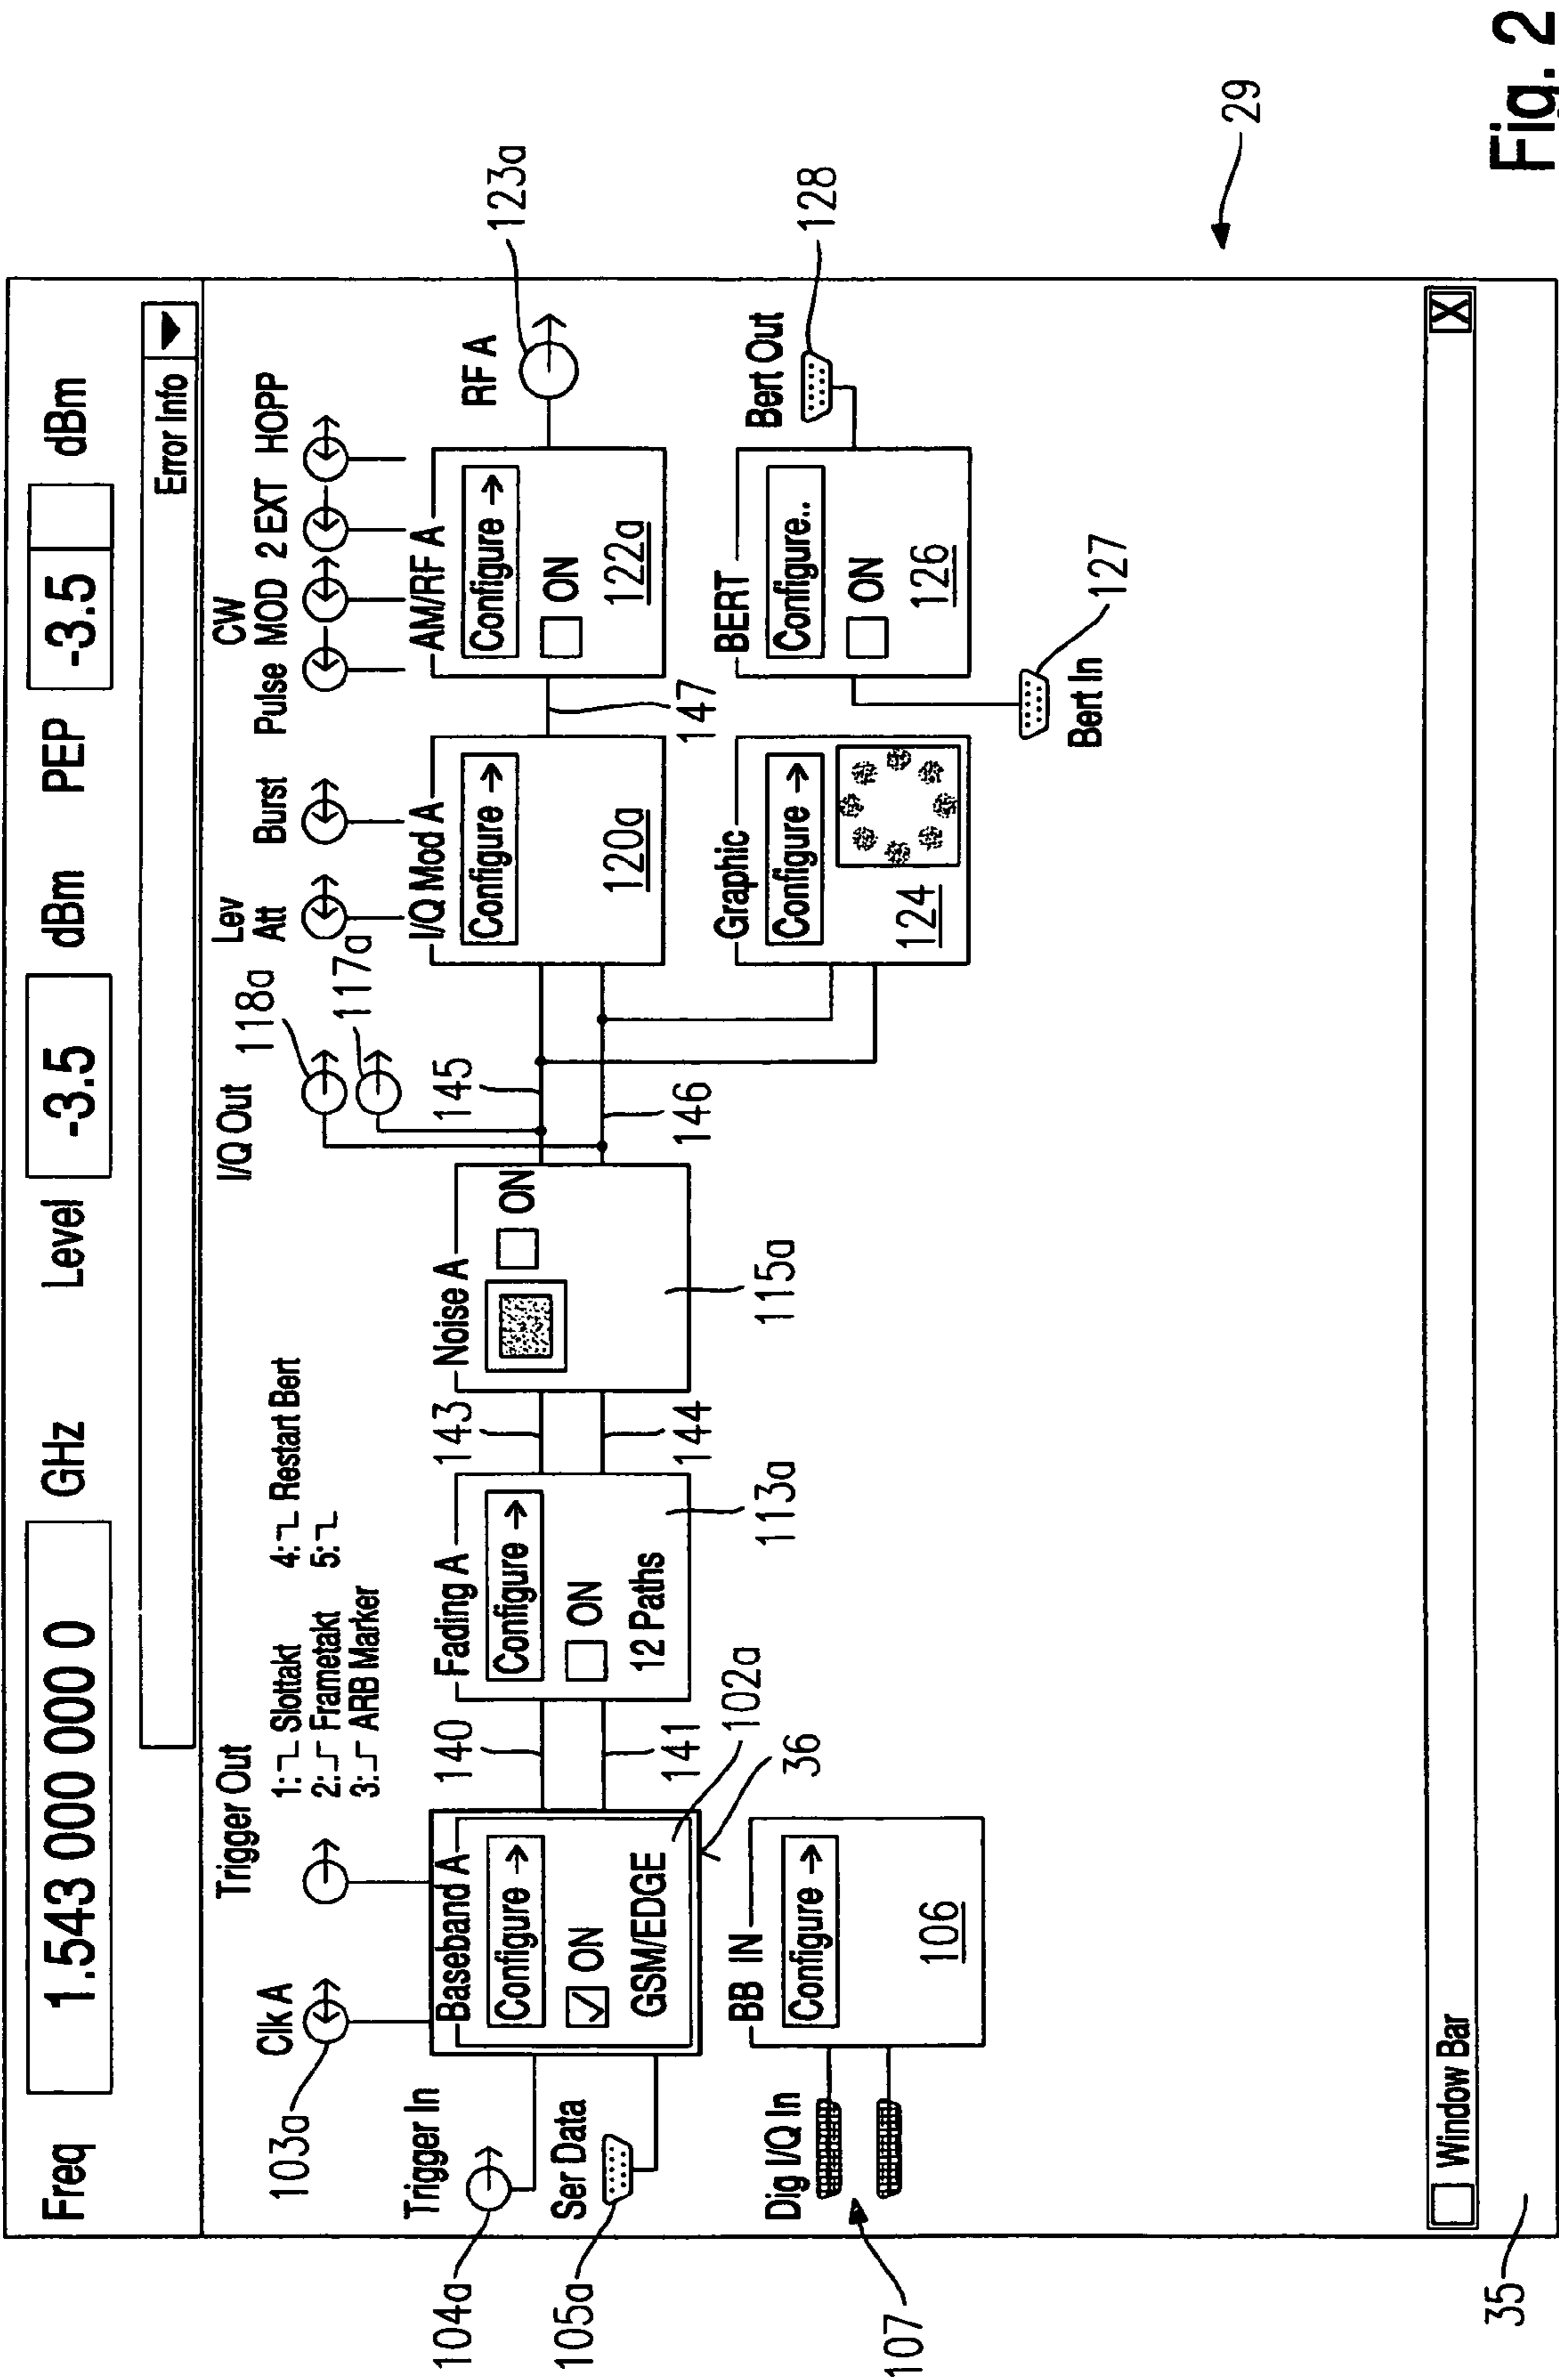 Freq 1.543 000 000 0 GHz Level -3.5 dBm PEP -3.5 dBm
Error Info
Clk A
Trigger Out
1: Slottakt
2: Frametakt
3: ARB Marker
4: Restart Bert
5:
I/Q Out
Lev
Att
Burst
Pulse
CW
MOD
2 EXT
HOPP
103a
118a
117a
Trigger In
104a
Ser Data
105a
Baseband A
Configure →
ON
GSM/EDGE
102a
36
140
141
Fading A
Configure →
ON
12 Paths
113a
143
144
Noise A
ON
115a
145
146
I/Q Mod A
Configure →
120a
147
AM/RF A
Configure →
ON
122a
RF A
123a
Dig I/Q In
107
BB IN
Configure →
106
Graphic
Configure →
124
BERT
Configure..
ON
126
Bert Out
128
Bert In
127
29
Window Bar
X
35
Fig. 2